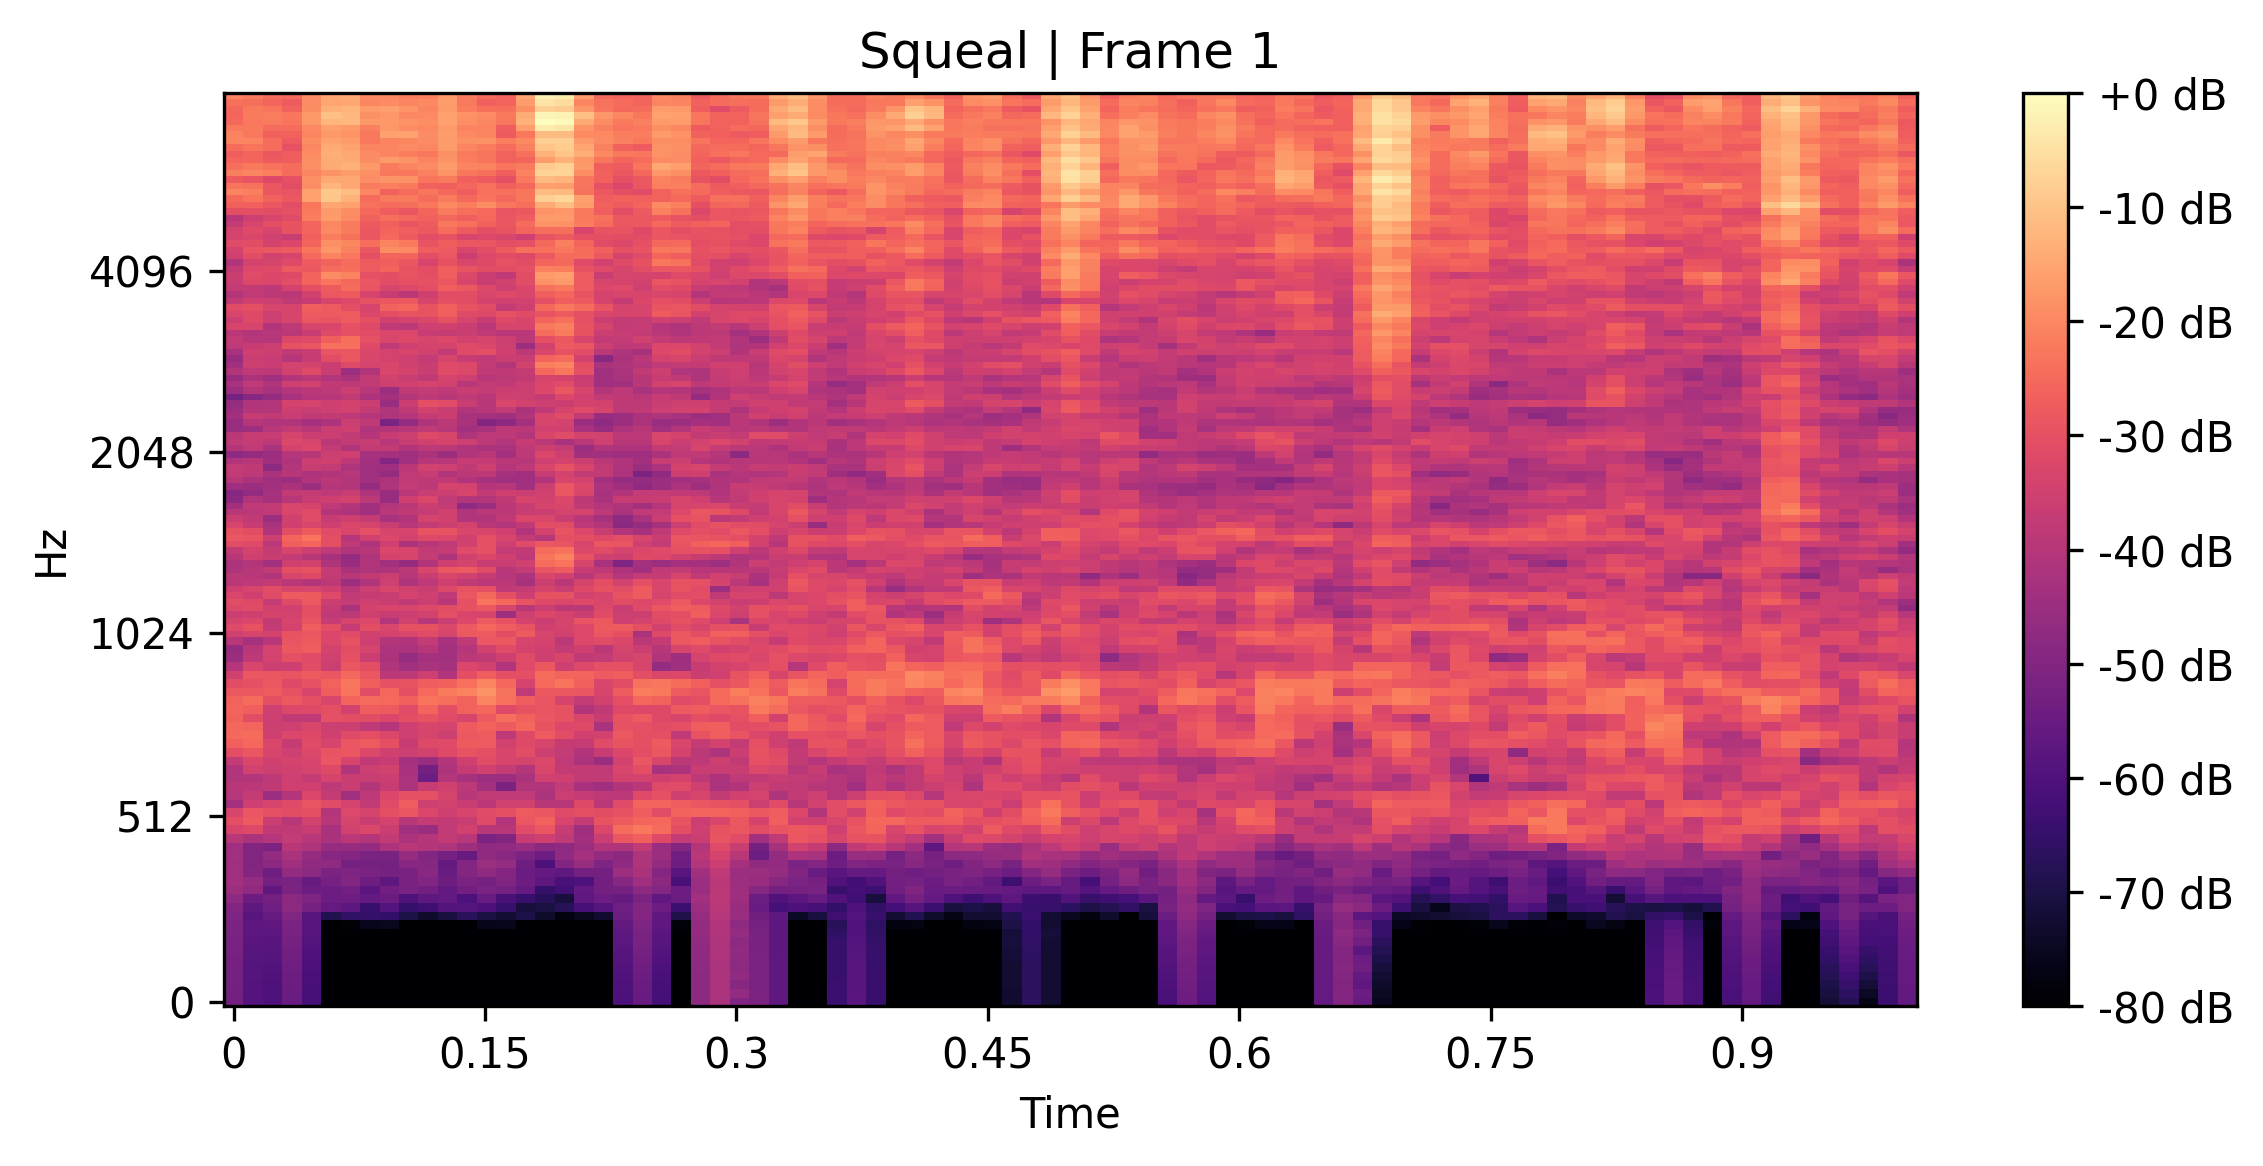 Squeal | Frame 1
+0 dB
-10 dB
-20 dB
-30 dB
-40 dB
-50 dB
-60 dB
-70 dB
-80 dB
Hz
4096
2048
1024
512
0
0 0.15 0.3 0.45 0.6 0.75 0.9
Time